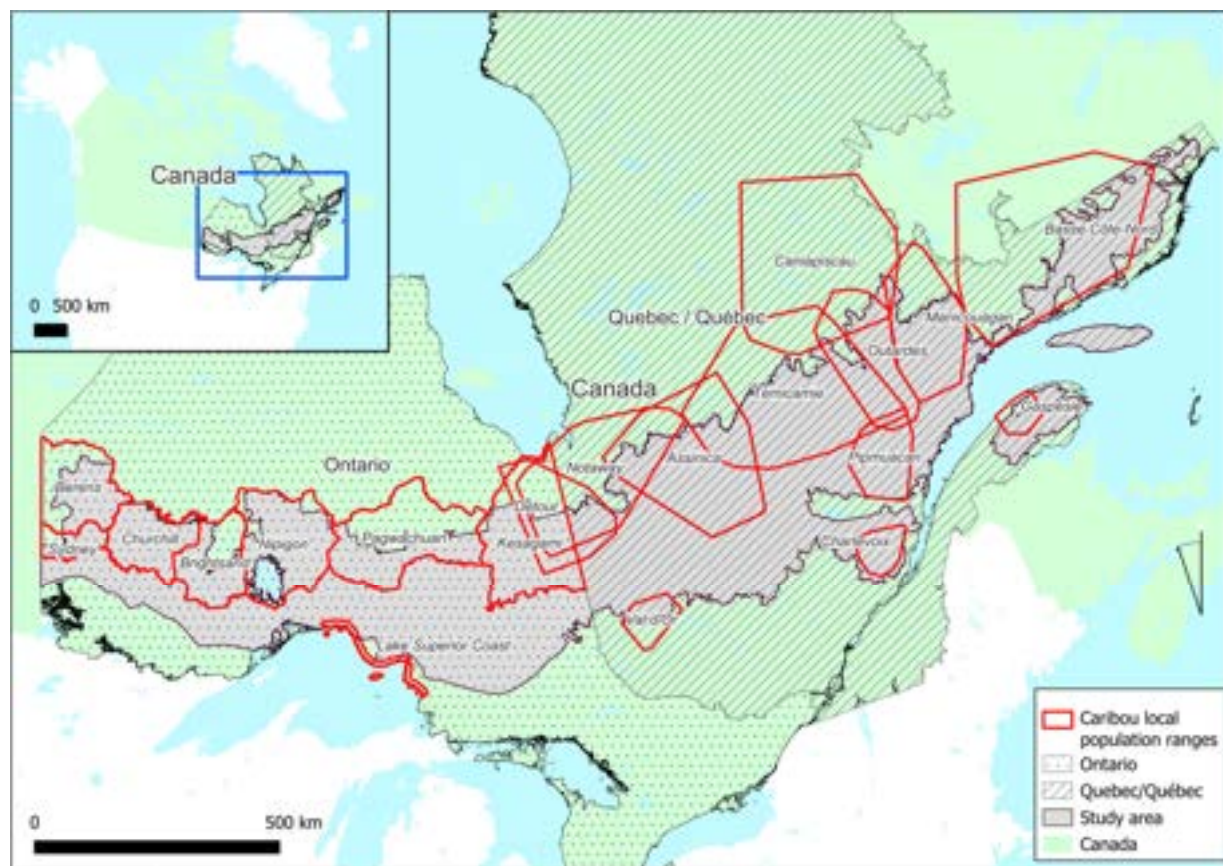 Canada
0 500 km
Caniapiscau
Basse Côte-Nord
Quebec / Québec
Manicouagan
Outardes
Canada
Témicamie
Gaspésie
Ontario
Nottaway
Assinica
Pipmuacan
Berens
Detour
Sydney
Churchill
Nipigon
Pagwachuan
Kesagami
Brightsand
Charlevoix
Val d'Or
Lake Superior Coast
Caribou local
population ranges
Ontario
Quebec/Québec
Study area
Canada
0 500 km